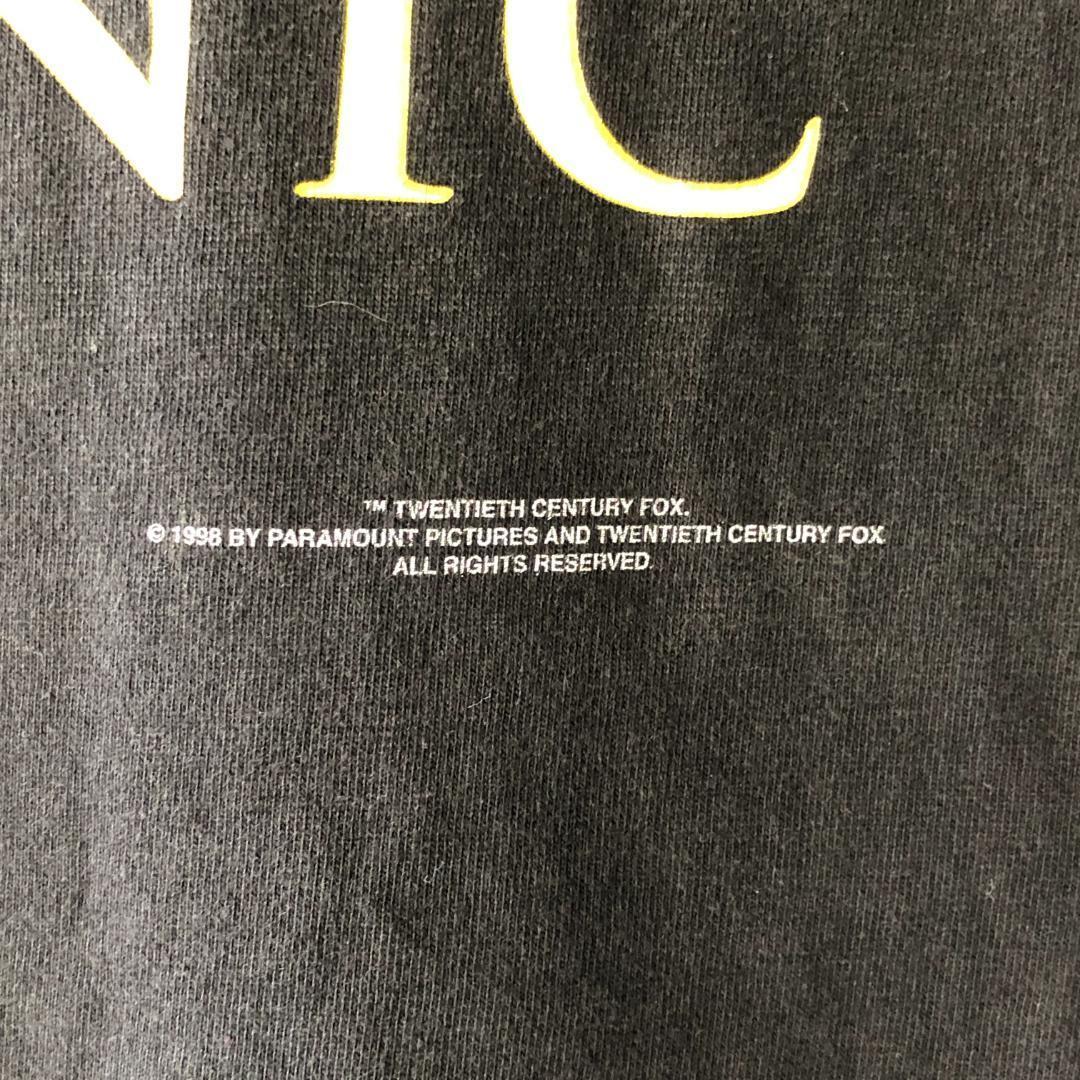 NIC
™ TWENTIETH CENTURY FOX.
© 1998 BY PARAMOUNT PICTURES AND TWENTIETH CENTURY FOX
ALL RIGHTS RESERVED.